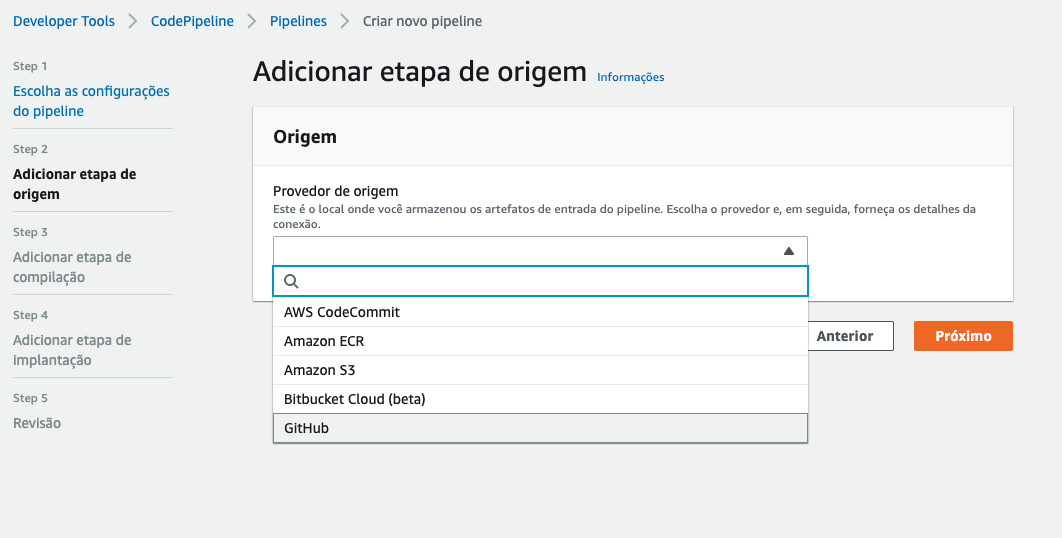 Developer Tools > CodePipeline > Pipelines > Criar novo pipeline
Step 1
Escolha as configurações
do pipeline
Step 2
Adicionar etapa de
origem
Step 3
Adicionar etapa de
compilação
Step 4
Adicionar etapa de
implantação
Step 5
Revisão
Adicionar etapa de origem Informações
Origem
Provedor de origem
Este é o local onde você armazenou os artefatos de entrada do pipeline. Escolha o provedor e, em seguida, forneça os detalhes da
conexão.
AWS CodeCommit
Amazon ECR
Amazon S3
Bitbucket Cloud (beta)
GitHub
Anterior
Próximo